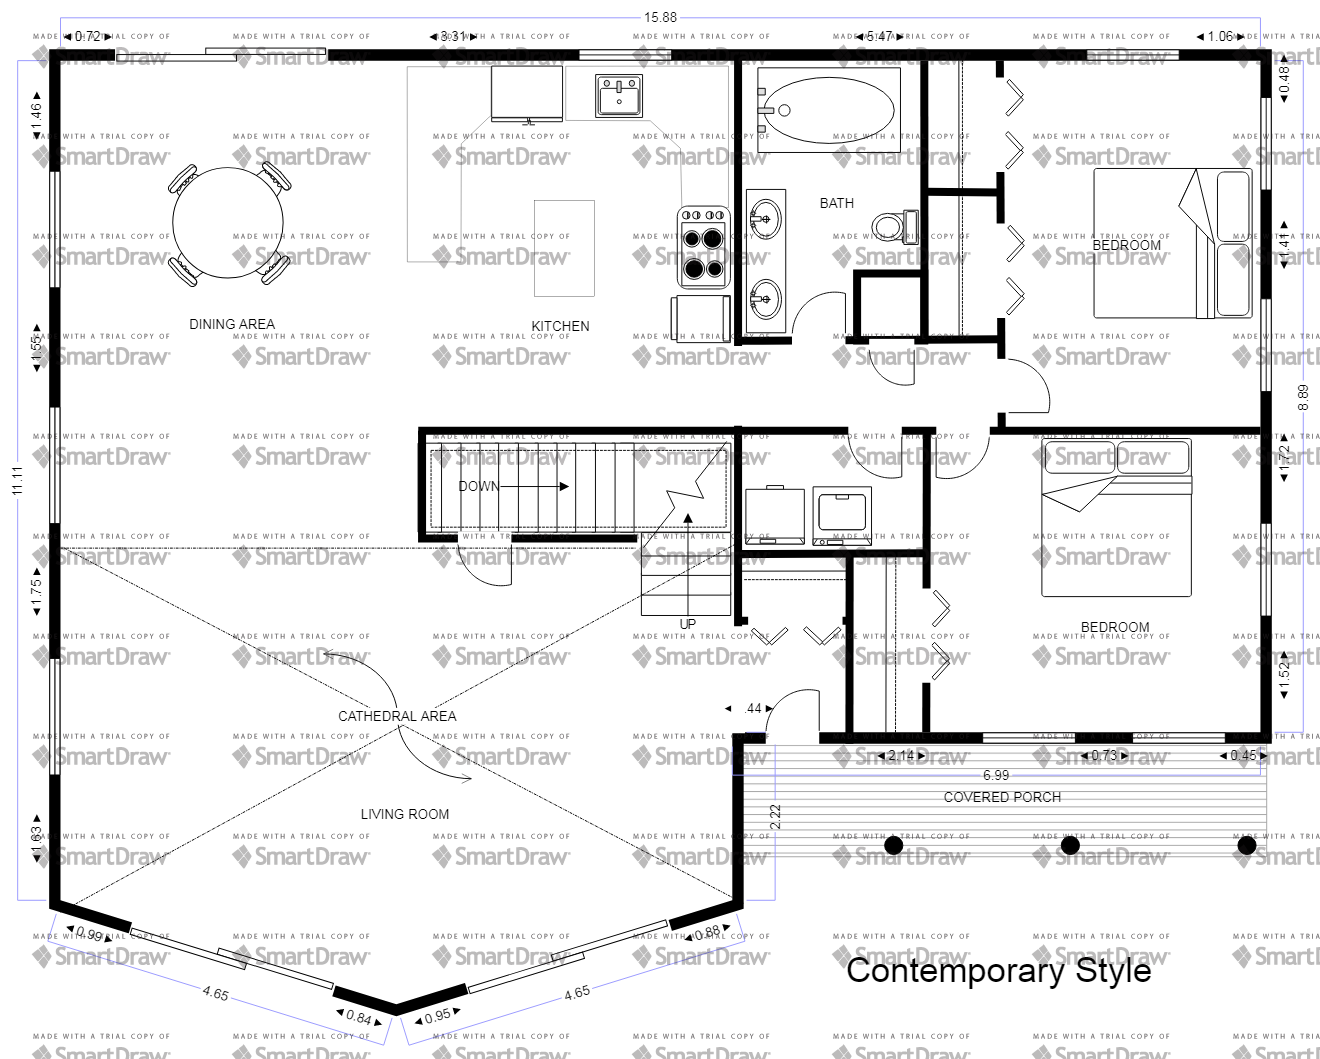 15.88
0.72
3.31
5.47
1.06
0.48
1.46
BATH
1.41
BEDROOM
DINING AREA
KITCHEN
1.55
8.89
1.72
11.11
DOWN
1.75
UP
BEDROOM
1.52
.44
CATHEDRAL AREA
2.14
0.73
0.45
6.99
COVERED PORCH
LIVING ROOM
2.22
0.99
0.88
4.65
4.65
0.84
0.95
Contemporary Style
MADE WITH A TRIAL COPY OF
SmartDraw